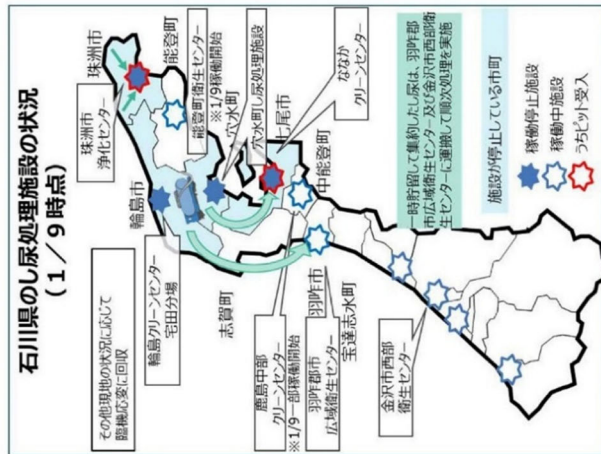 石川県のし尿処理施設の状況
(1/9時点)
その他現地の状況に応じて
臨機応変に回収
輪島クリーンセンター
宅田分場
輪島市
珠洲市
浄化センター
珠洲市
能登町
能登町衛生センター
※1/9稼働開始
穴水町
穴水町し尿処理施設
七尾市
ななか
クリーンセンター
志賀町
中能登町
鹿島中部
クリーンセンター
※1/9一部稼働開始
羽咋市
羽咋郡市
広域衛生センター
宝達志水町
金沢市西部
衛生センター
一時貯留して集約したし尿は、羽咋郡
市広域衛生センター及び金沢市西部衛
生センターに運搬して順次処理を実施
施設が停止している市町
稼働停止施設
稼働中施設
うちピット受入